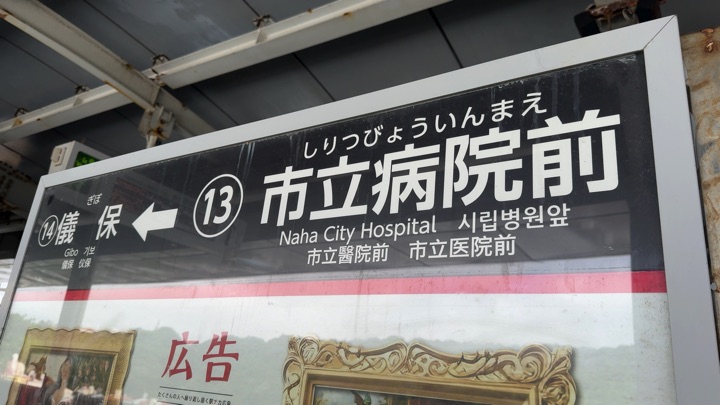 しりつびょういんまえ
13 市立病院前
Naha City Hospital 시립병원앞
市立醫院前 市立医院前
ぎぼ
14 儀保
Gibo 기보
儀保 仪保
広告